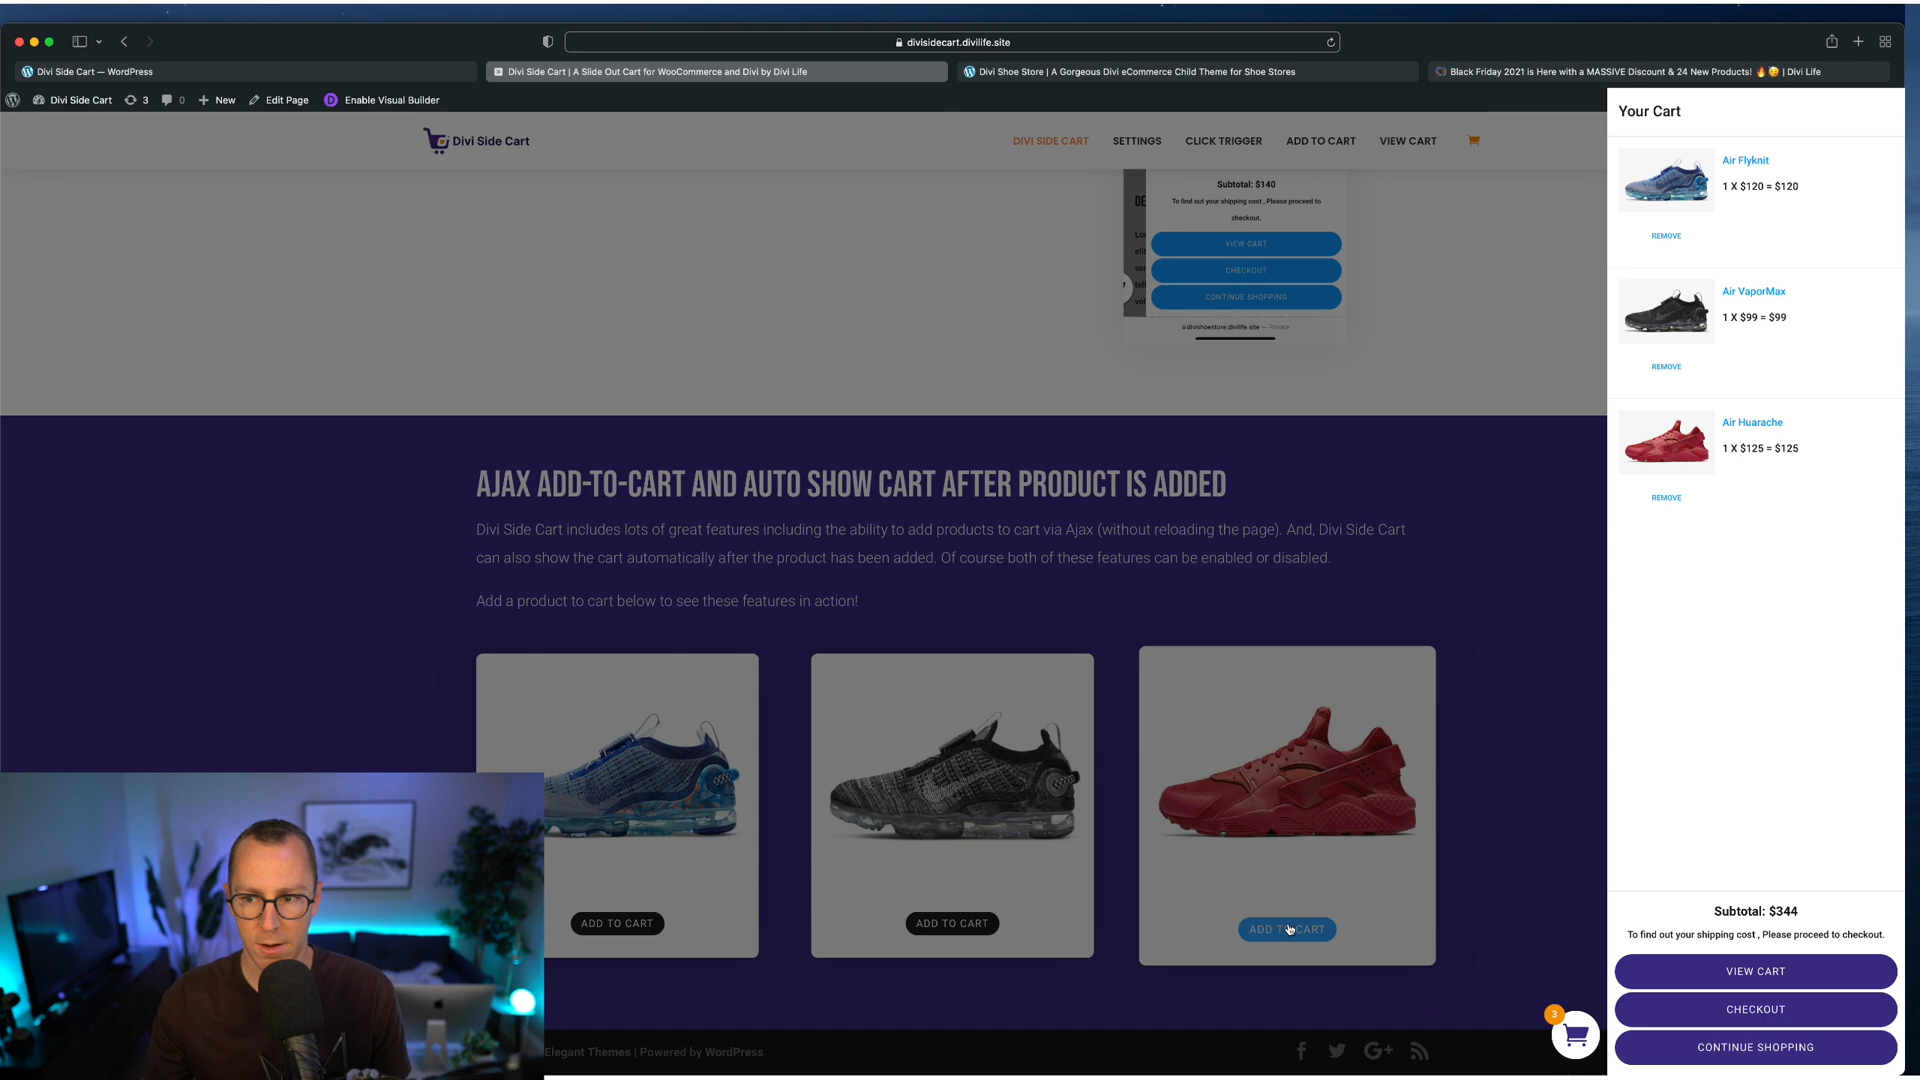 divisidecart.divilife.site
Divi Side Cart — WordPress
Divi Side Cart | A Slide Out Cart for WooCommerce and Divi by Divi Life
Divi Shoe Store | A Gorgeous Divi eCommerce Child Theme for Shoe Stores
Black Friday 2021 is Here with a MASSIVE Discount & 24 New Products! 🔥🥳 | Divi Life
Divi Side Cart 3 0 New Edit Page D Enable Visual Builder
Divi Side Cart
DIVI SIDE CART SETTINGS CLICK TRIGGER ADD TO CART VIEW CART
Subtotal: $140
To find out your shipping cost , Please proceed to
checkout.
VIEW CART
CHECKOUT
CONTINUE SHOPPING
divishoestore.divilife.site — Private
AJAX ADD-TO-CART AND AUTO SHOW CART AFTER PRODUCT IS ADDED
Divi Side Cart includes lots of great features including the ability to add products to cart via Ajax (without reloading the page). And, Divi Side Cart
can also show the cart automatically after the product has been added. Of course both of these features can be enabled or disabled.
Add a product to cart below to see these features in action!
ADD TO CART
ADD TO CART
ADD TO CART
Elegant Themes | Powered by WordPress
3
Your Cart
Air Flyknit
1 X $120 = $120
REMOVE
Air VaporMax
1 X $99 = $99
REMOVE
Air Huarache
1 X $125 = $125
REMOVE
Subtotal: $344
To find out your shipping cost , Please proceed to checkout.
VIEW CART
CHECKOUT
CONTINUE SHOPPING